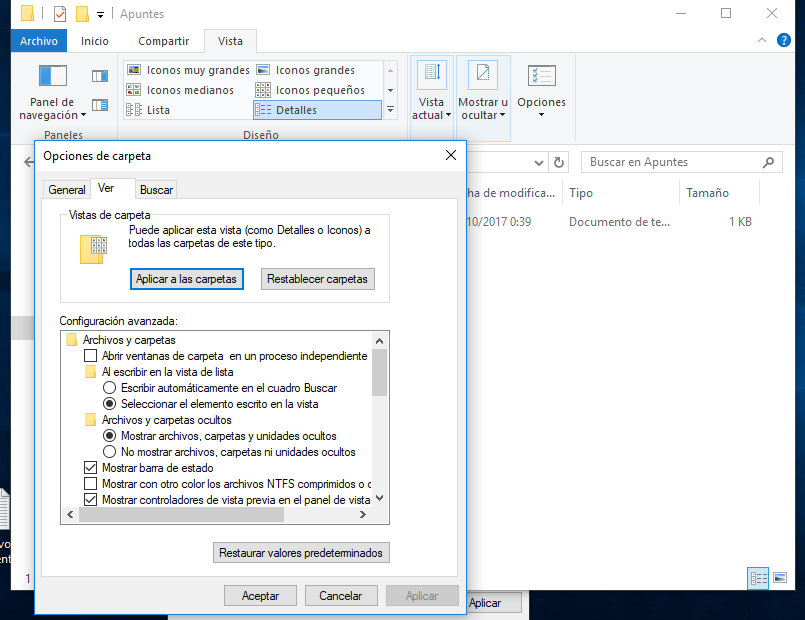 Apuntes
Archivo Inicio Compartir Vista
Panel de navegación
Iconos muy grandes Iconos grandes
Iconos medianos Iconos pequeños
Lista Detalles
Vista actual
Mostrar u ocultar
Opciones
Paneles Diseño
Opciones de carpeta
Buscar en Apuntes
General Ver Buscar
ha de modifica... Tipo Tamaño
10/2017 0:39 Documento de te... 1 KB
Vistas de carpeta
Puede aplicar esta vista (como Detalles o Iconos) a
todas las carpetas de este tipo.
Aplicar a las carpetas Restablecer carpetas
Configuración avanzada:
Archivos y carpetas
Abrir ventanas de carpeta en un proceso independiente
Al escribir en la vista de lista
Escribir automáticamente en el cuadro Buscar
Seleccionar el elemento escrito en la vista
Archivos y carpetas ocultos
Mostrar archivos, carpetas y unidades ocultos
No mostrar archivos, carpetas ni unidades ocultos
Mostrar barra de estado
Mostrar con otro color los archivos NTFS comprimidos o c
Mostrar controladores de vista previa en el panel de vista
Restaurar valores predeterminados
1
Aceptar Cancelar Aplicar
Aplicar